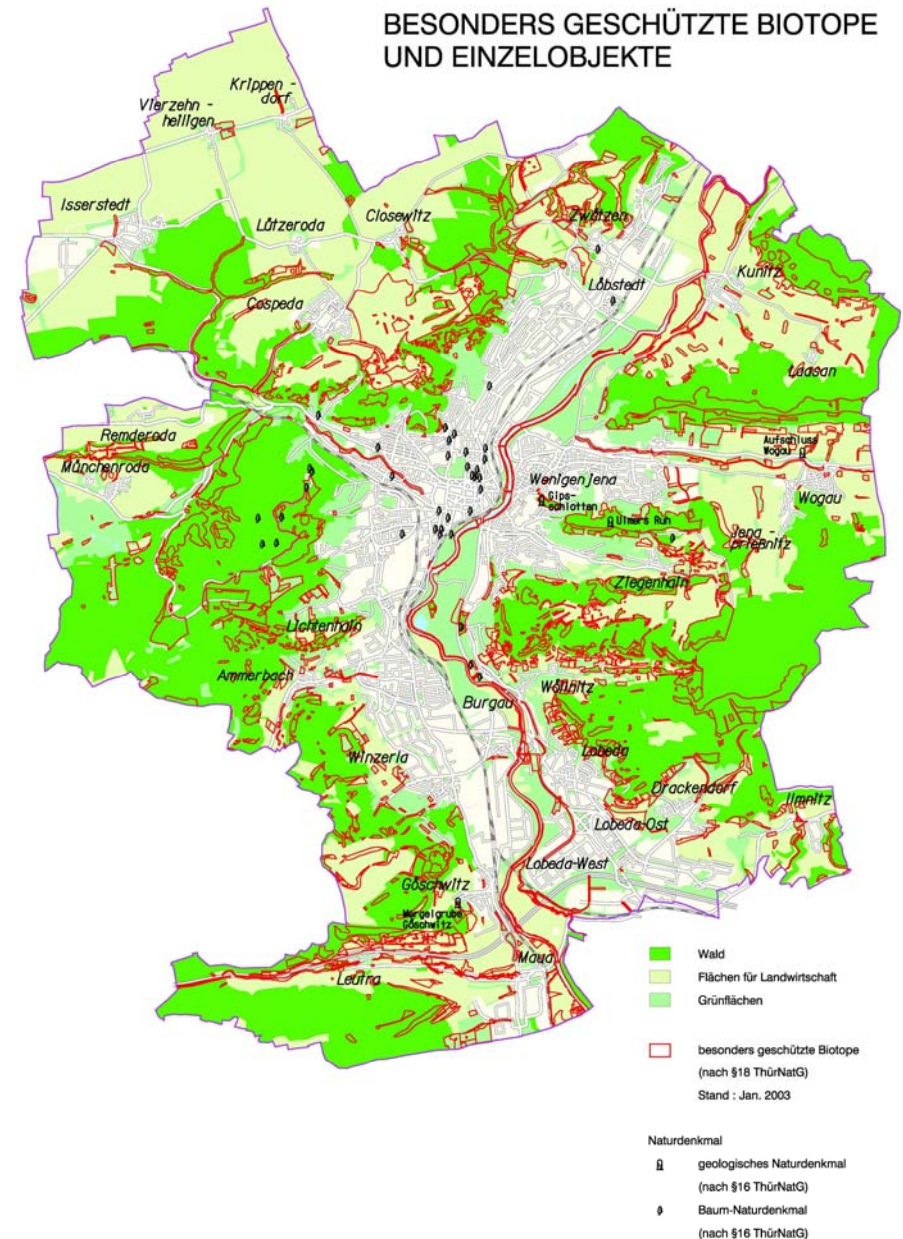 BESONDERS GESCHÜTZTE BIOTOPE
UND EINZELOBJEKTE
Krippen -
dorf
Vierzehn -
heiligen
Isserstedt
Lützeroda
Closewitz
Zwätzen
Löbstedt
Kunitz
Cospeda
Laasan
Remderoda
Münchenroda
Aufschluss
Wogau
Wogau
Wenigenjena
Gips-
schlotten
Ulmers Ruh
Jena -
prießnitz
Ziegenhain
Lichtenhain
Ammerbach
Wöllnitz
Burgau
Winzerla
Lobeda
Drackendorf
Ilmnitz
Lobeda-Ost
Lobeda-West
Göschwitz
Mergelgrube
Göschwitz
Maua
Leutra
Wald
Flächen für Landwirtschaft
Grünflächen
besonders geschützte Biotope
(nach §18 ThürNatG)
Stand : Jan. 2003
Naturdenkmal
geologisches Naturdenkmal
(nach §16 ThürNatG)
Baum-Naturdenkmal
(nach §16 ThürNatG)